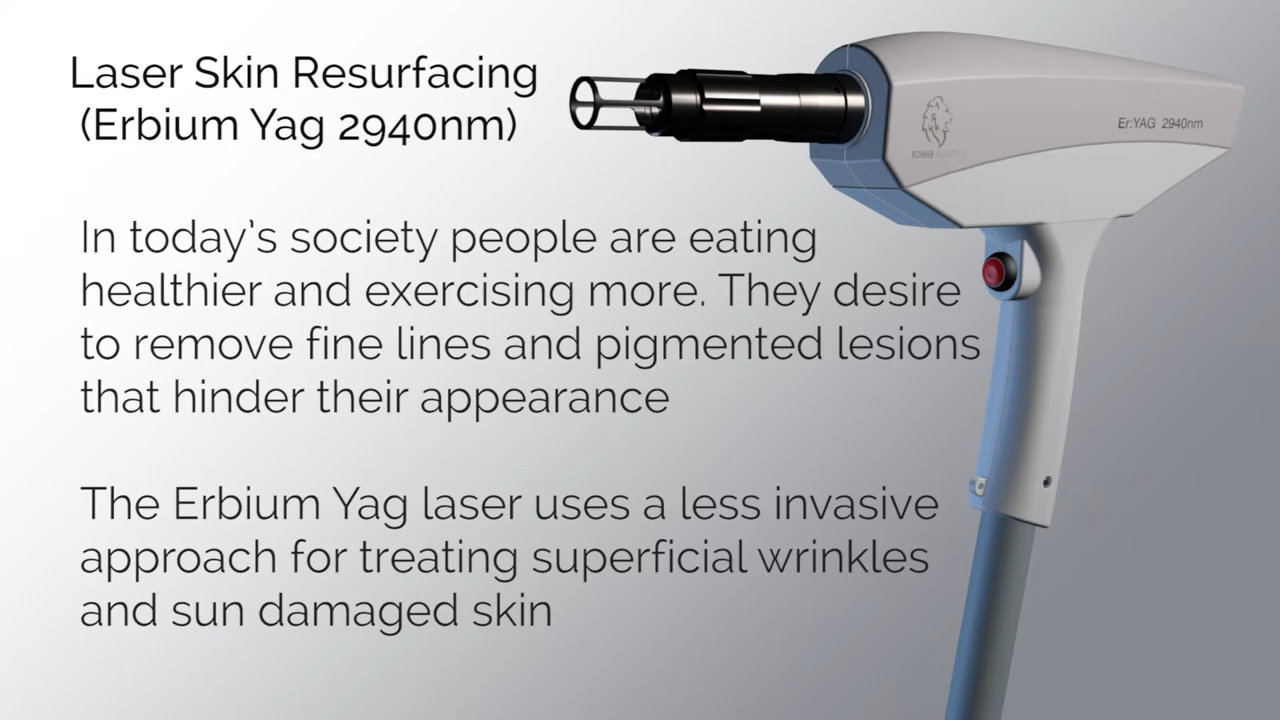 Laser Skin Resurfacing
(Erbium Yag 2940nm)
Er:YAG 2940nm
ROHRER AESTHETICS
In today's society people are eating
healthier and exercising more. They desire
to remove fine lines and pigmented lesions
that hinder their appearance
The Erbium Yag laser uses a less invasive
approach for treating superficial wrinkles
and sun damaged skin